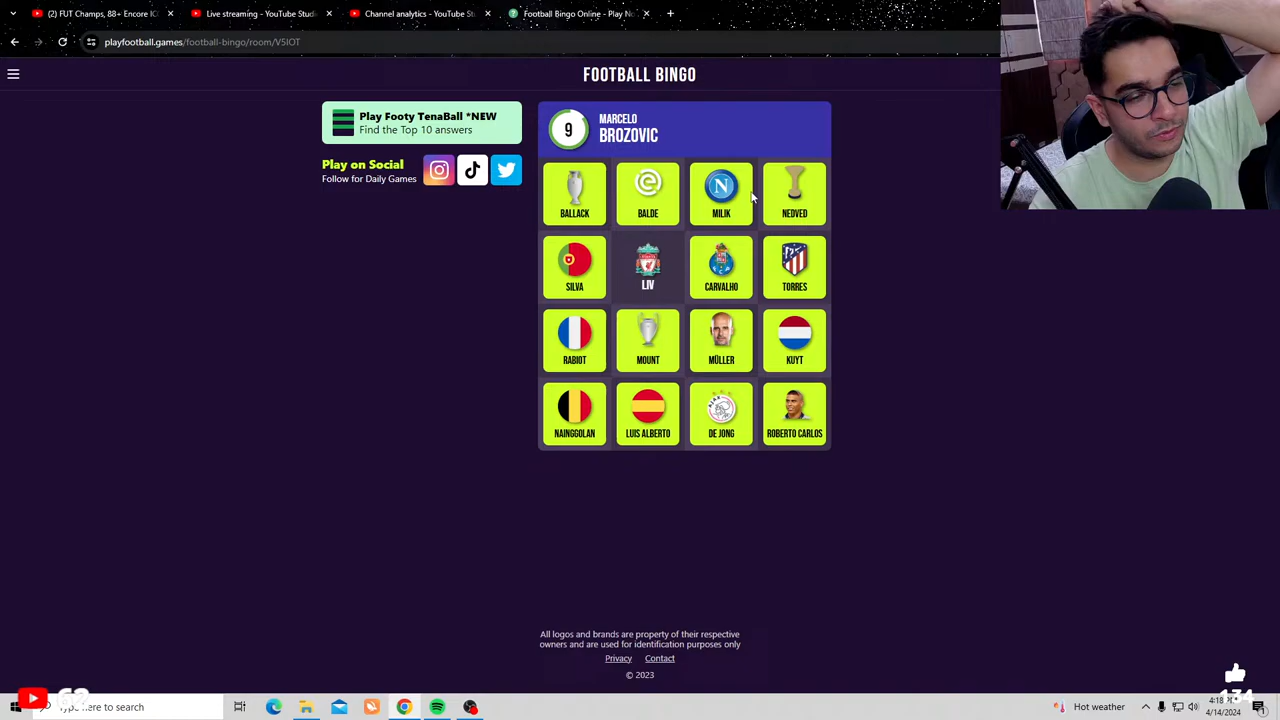 (2) FUT Champs, 88+ Encore IC
Live streaming - YouTube Studi
Channel analytics - YouTube St
Football Bingo Online - Play No
playfootball.games/football-bingo/room/V5IOT
FOOTBALL BINGO
Play Footy TenaBall *NEW
Find the Top 10 answers
Play on Social
Follow for Daily Games
9
MARCELO
BROZOVIC
BALLACK
BALDE
N
MILIK
NEDVED
SILVA
LIV
CARVALHO
TORRES
RABIOT
MOUNT
MÜLLER
KUYT
NAINGGOLAN
LUIS ALBERTO
DE JONG
ROBERTO CARLOS
All logos and brands are property of their respective
owners and are used for identification purposes only
Privacy
Contact
© 2023
62
134
Type here to search
Hot weather
4:18 P
4/14/2024